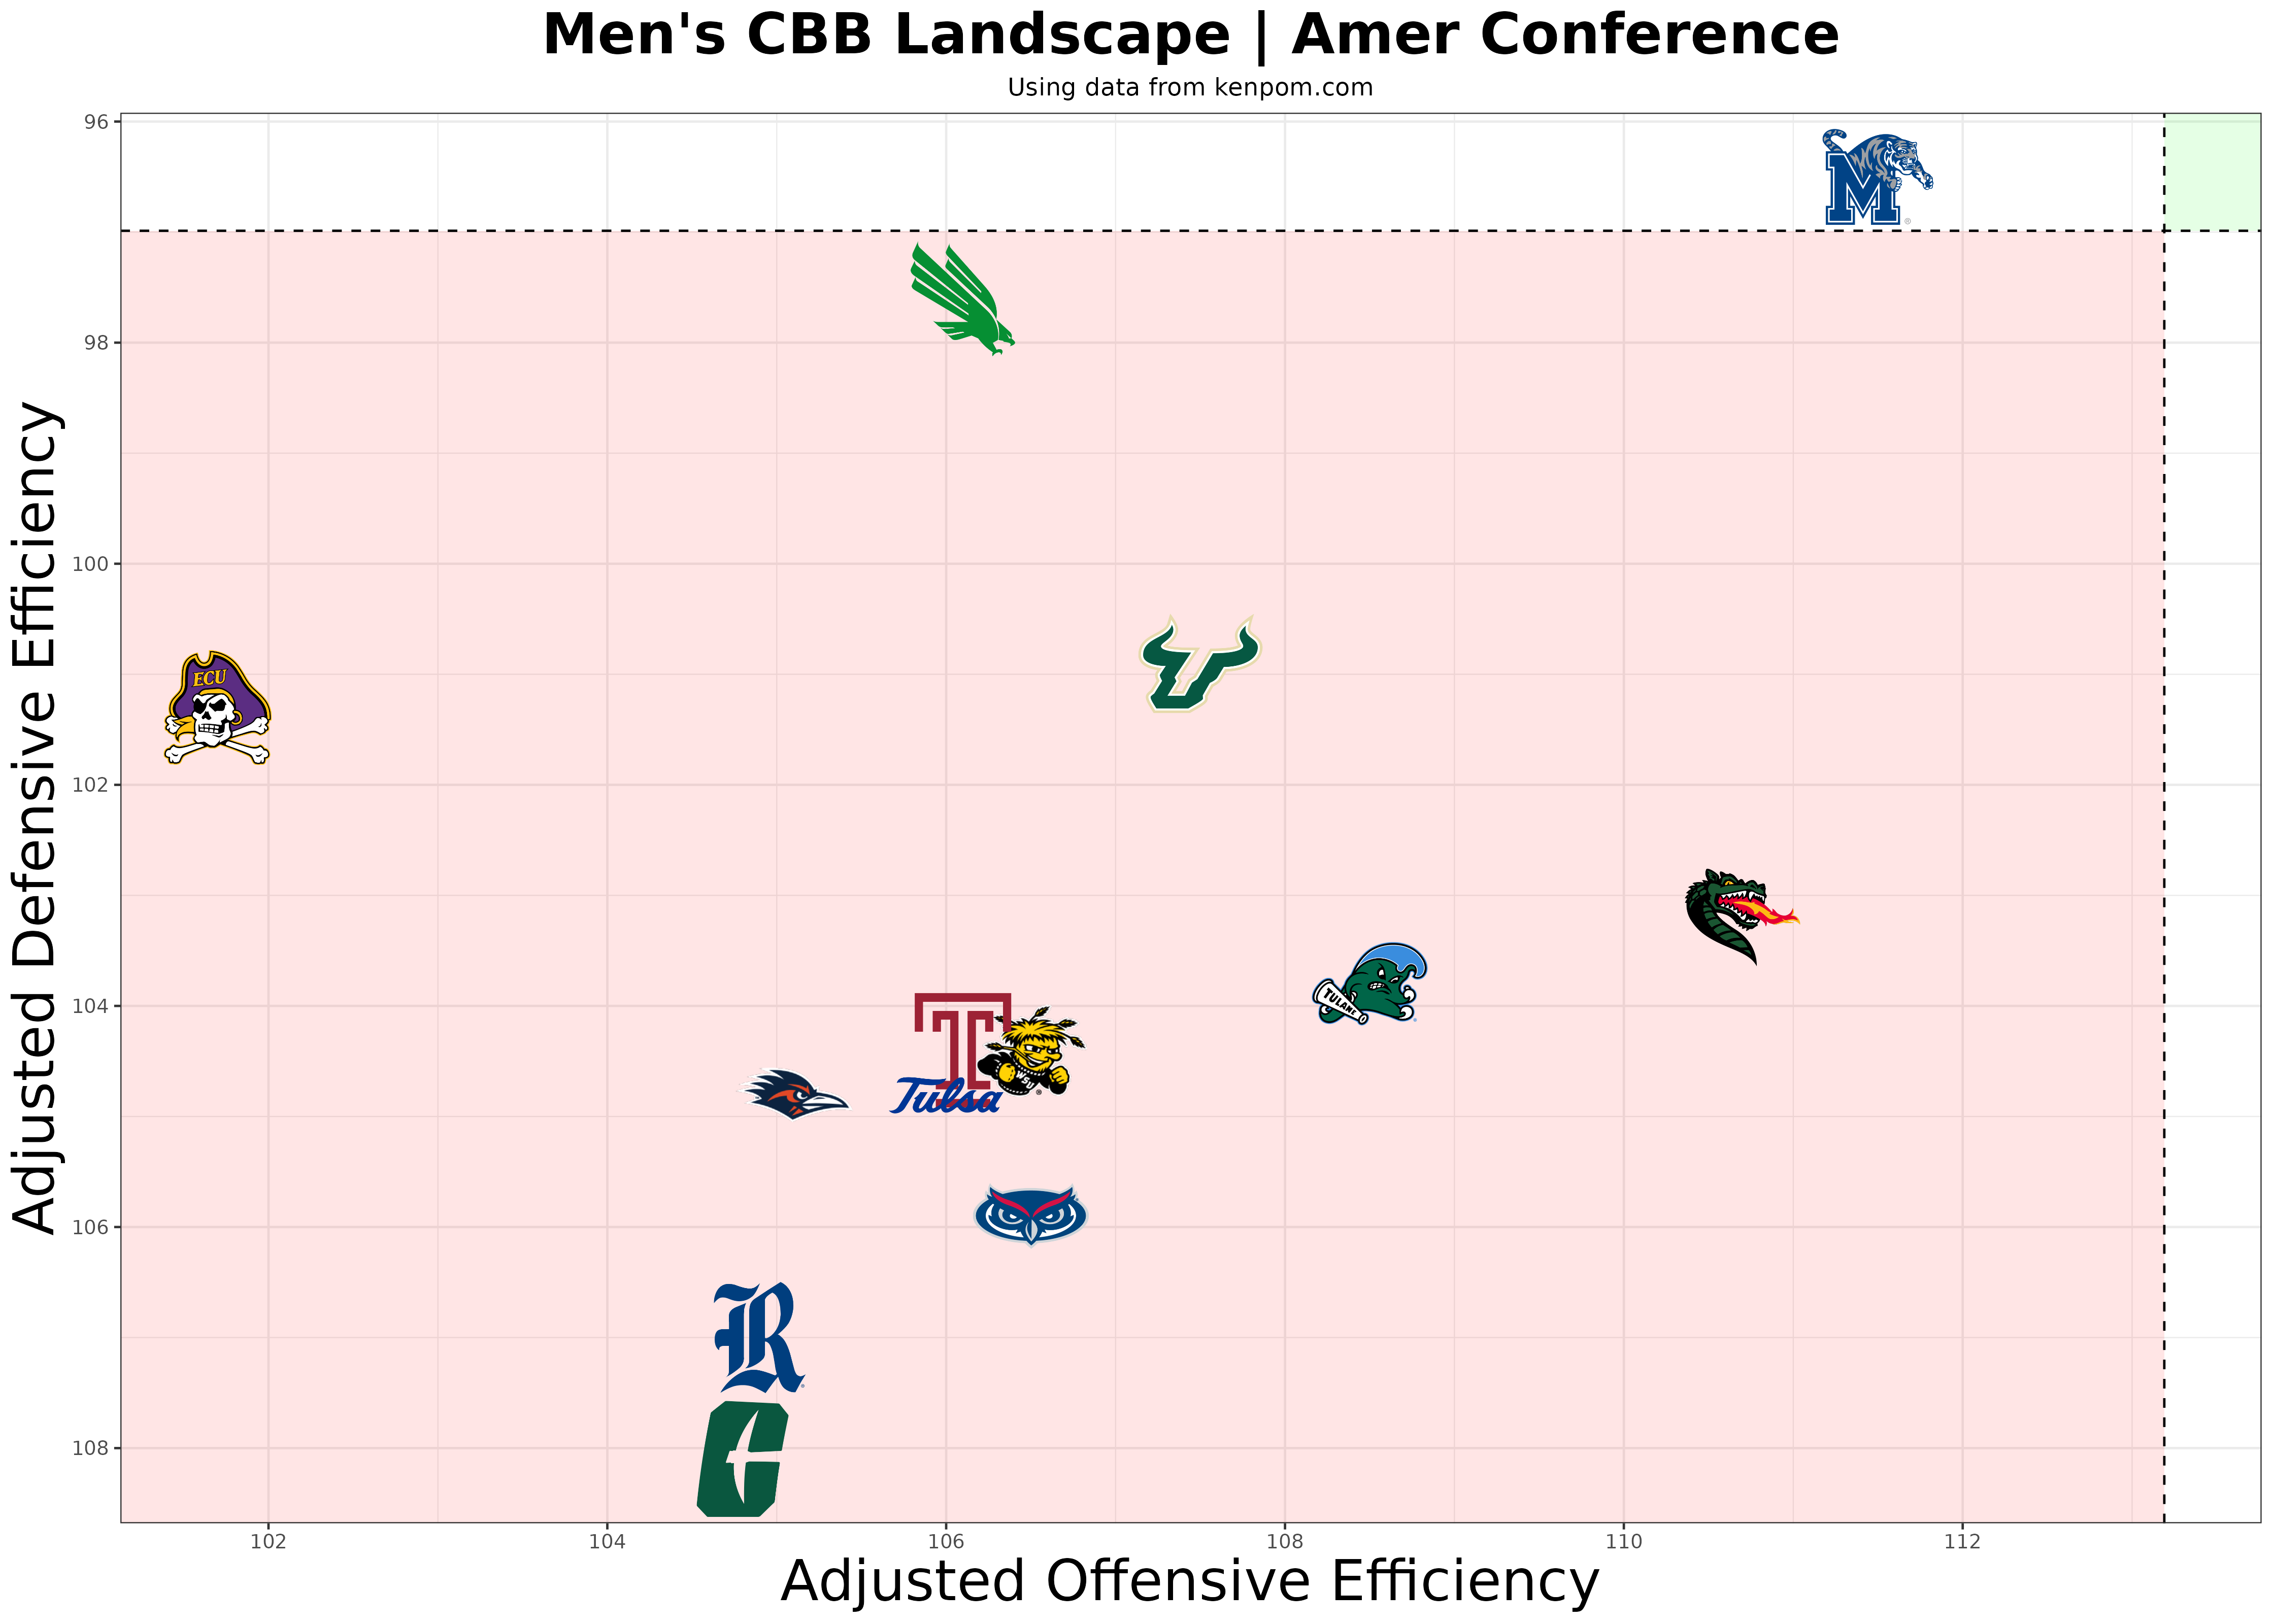 Men's CBB Landscape | Amer Conference
Using data from kenpom.com
Adjusted Defensive Efficiency
96
98
100
102
104
106
108
M
®
ECU
TULANE
T
Tulsa
®
R
C
102
104
106
108
110
112
Adjusted Offensive Efficiency